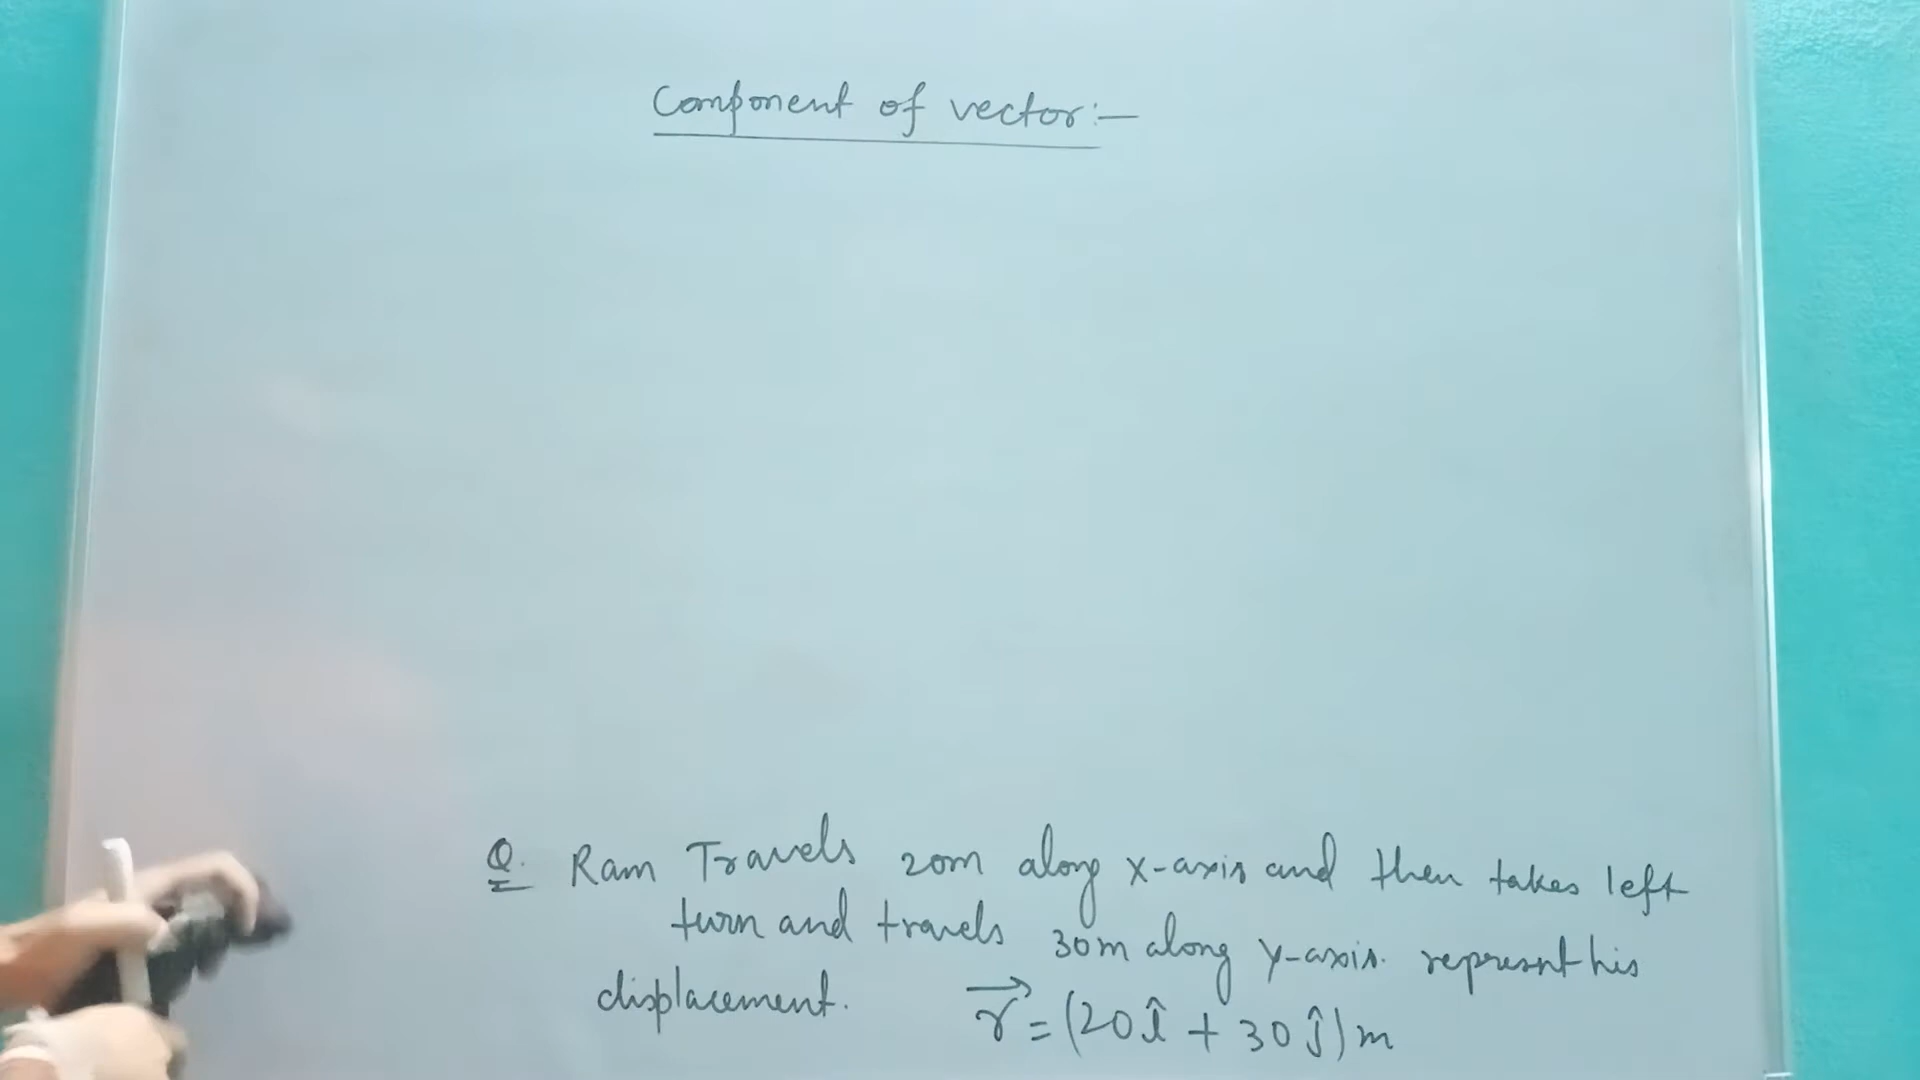 Component of vector:-
Q. Ram Travels 20m along x-axis and then takes left
turn and travels 30m along y-axis. represent his
displacement. r⃗ = (20î + 30ĵ) m